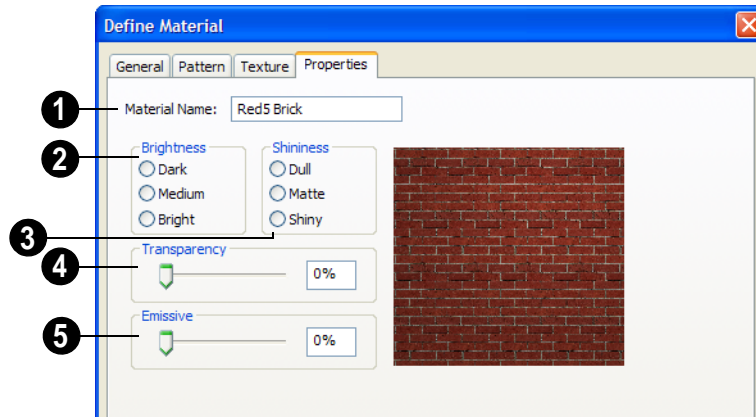 Define Material
General Pattern Texture Properties
1 Material Name: Red5 Brick
2 Brightness Shininess
Dark Dull
Medium Matte
Bright Shiny
3
Transparency
4 0%
Emissive
5 0%